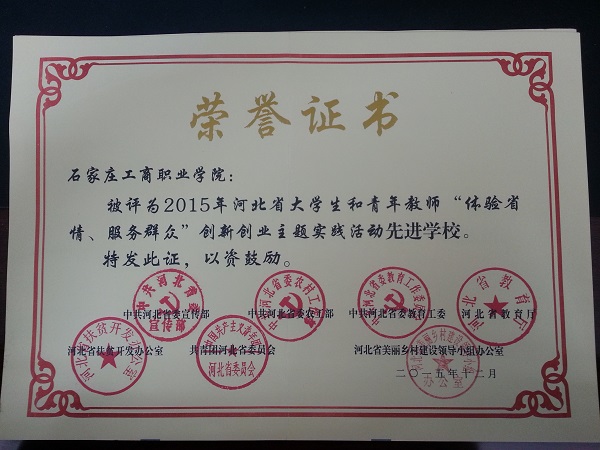 荣誉证书
石家庄工商职业学院：
被评为2015年河北省大学生和青年教师“体验省
情、服务群众”创新创业主题实践活动先进学校。
特发此证，以资鼓励。
中共河北省委宣传部 中共河北省委农工部 中共河北省委教育工委 河北省教育厅
河北省扶贫开发办公室 共青团河北省委员会 河北省美丽乡村建设领导小组办公室
二〇一五年十二月